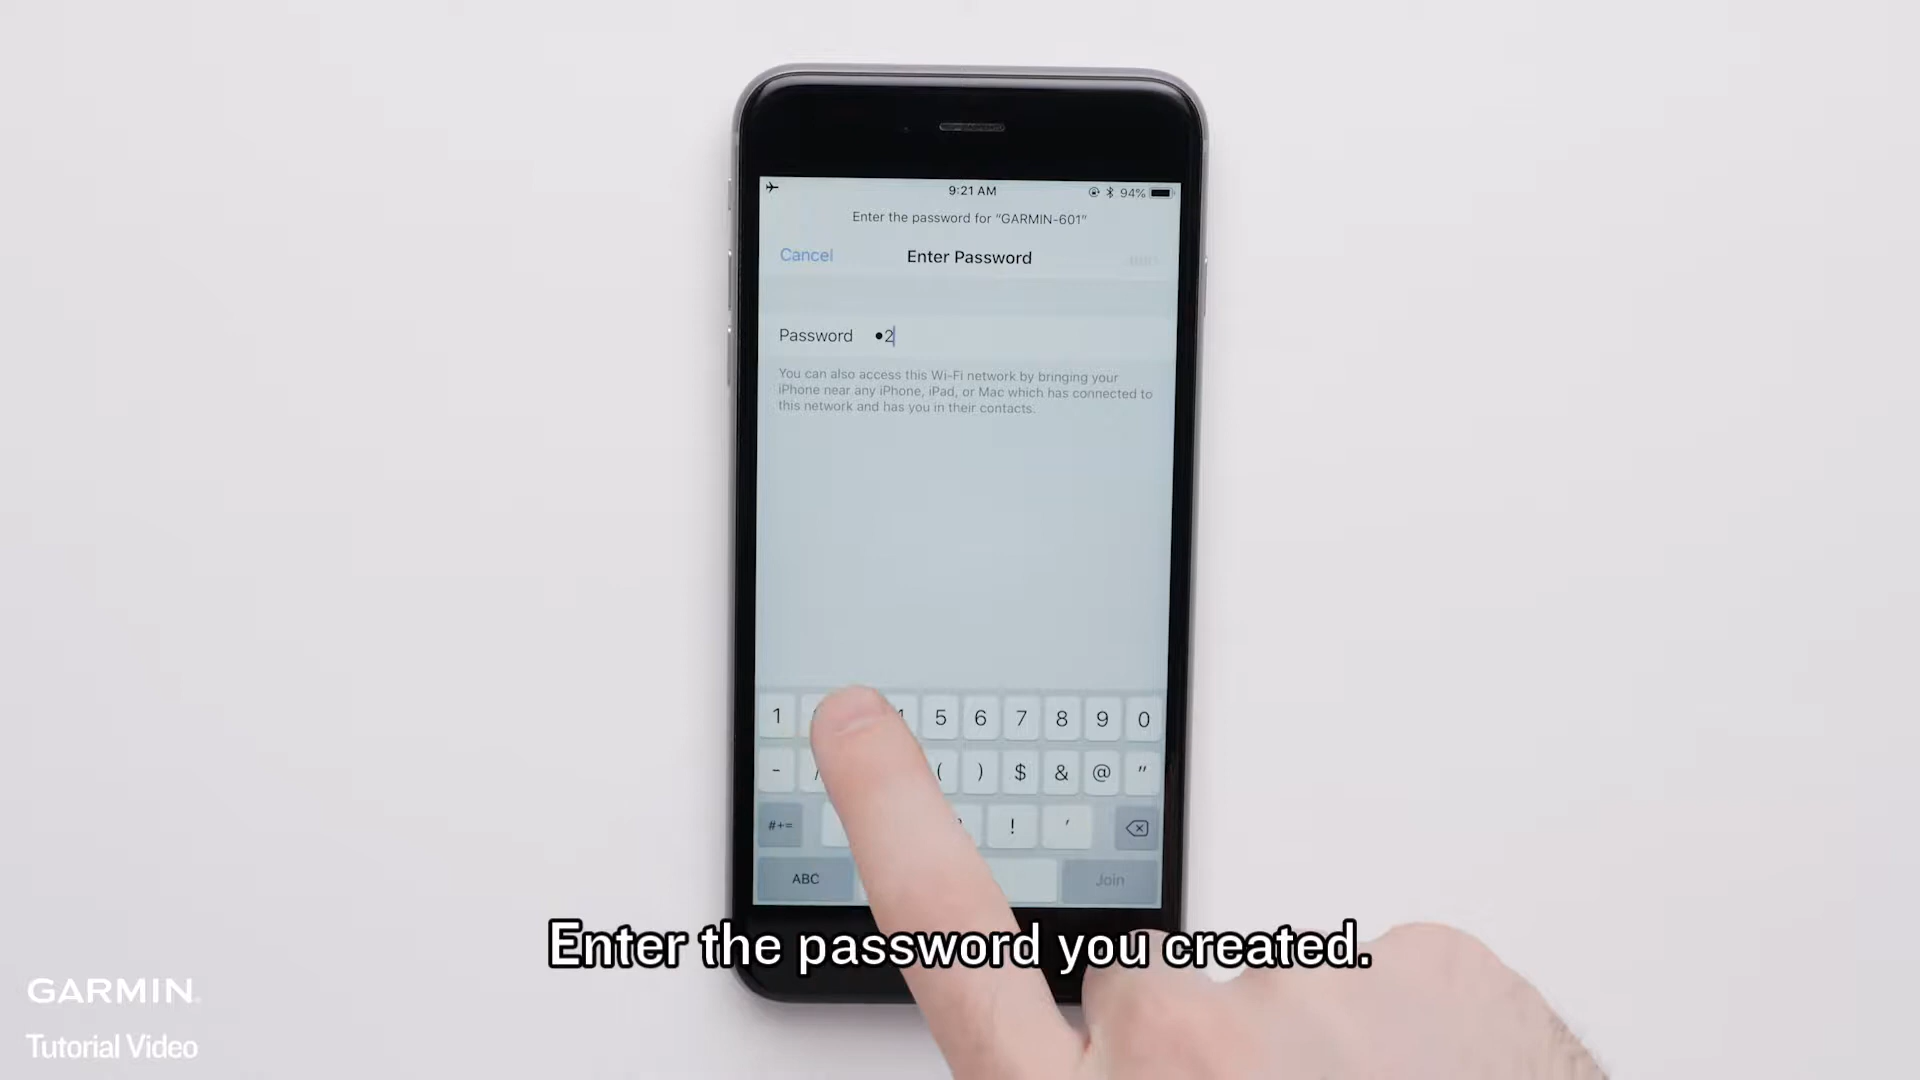 9:21 AM 94%
Enter the password for "GARMIN-601"
Cancel Enter Password
Password •2
You can also access this Wi-Fi network by bringing your
iPhone near any iPhone, iPad, or Mac which has connected to
this network and has you in their contacts.
1 5 6 7 8 9 0
- / ( ) $ & @ "
#+= ! '
ABC Join
Enter the password you created.
GARMIN
Tutorial Video